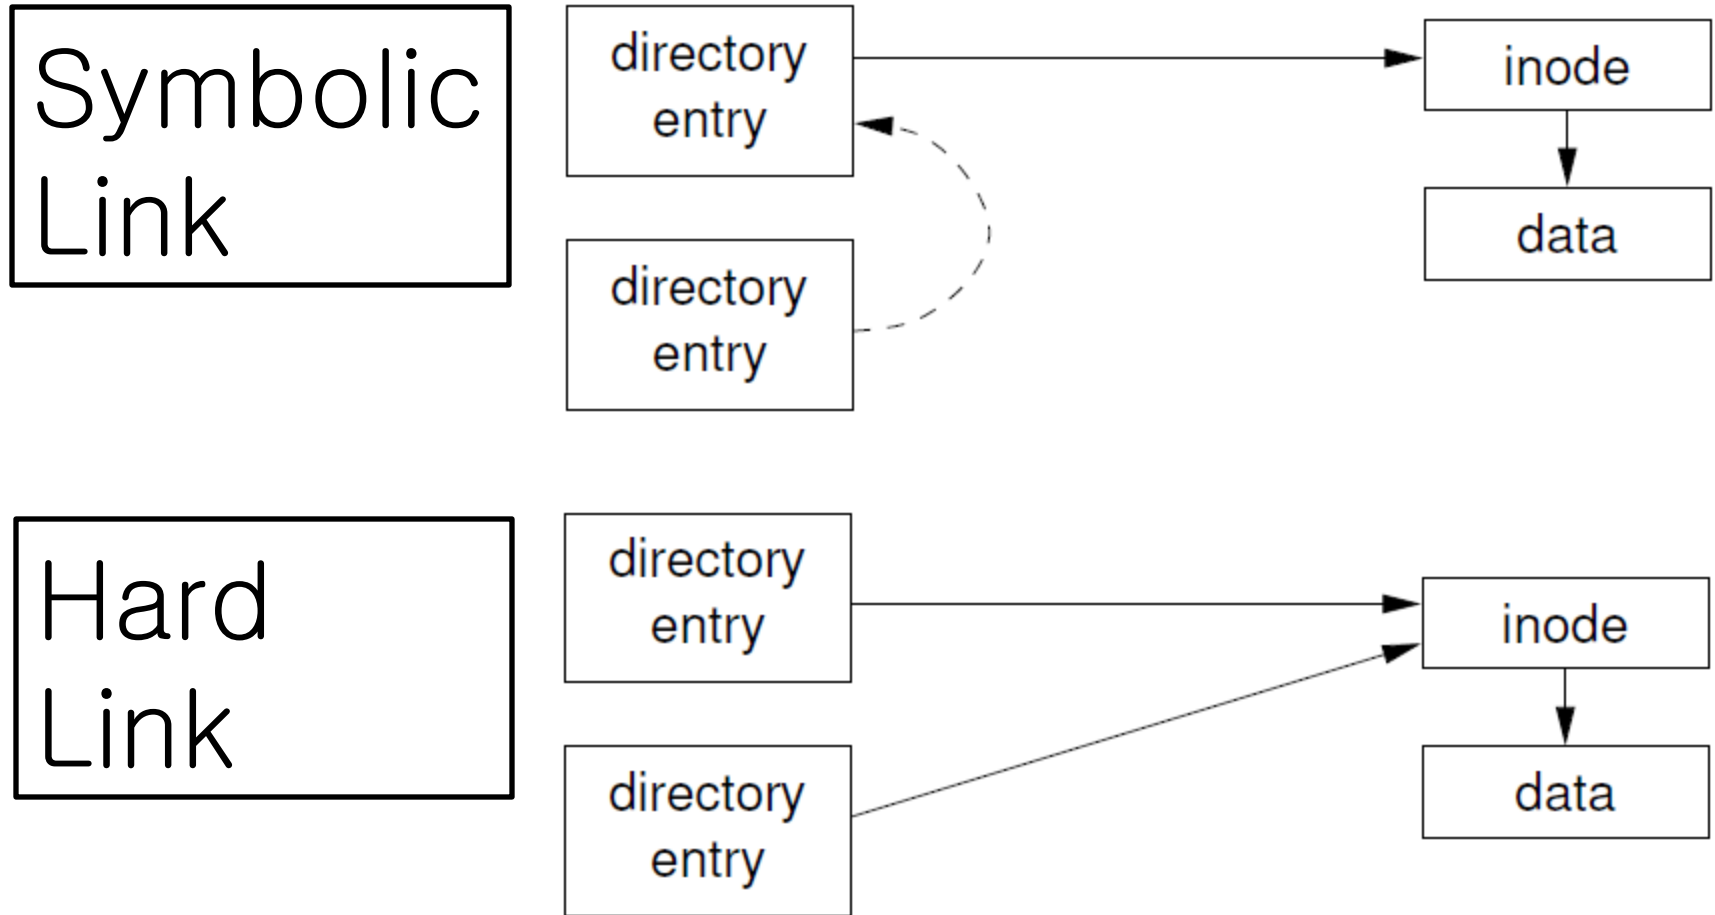 Symbolic
Link
directory
entry
inode
data
directory
entry
Hard
Link
directory
entry
inode
data
directory
entry